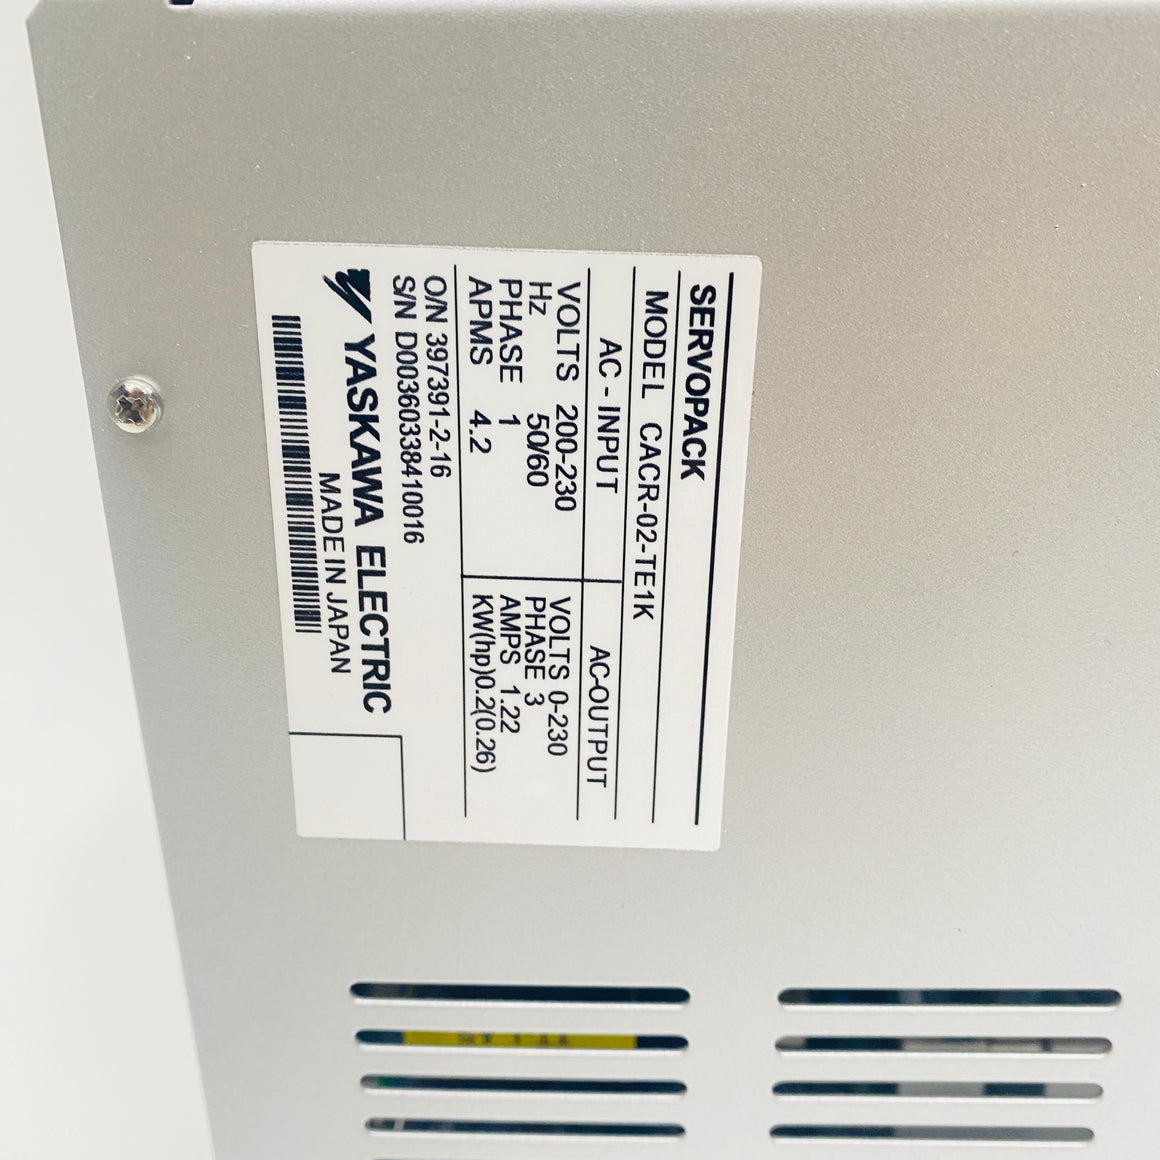 SERVOPACK
MODEL CACR-02-TE1K
AC - INPUT
VOLTS 200-230
Hz 50/60
PHASE 1
APMS 4.2
AC-OUTPUT
VOLTS 0-230
PHASE 3
AMPS 1.22
KW(hp)0.2(0.26)
O/N 397391-2-16
S/N D00360338410016
YASKAWA ELECTRIC
MADE IN JAPAN